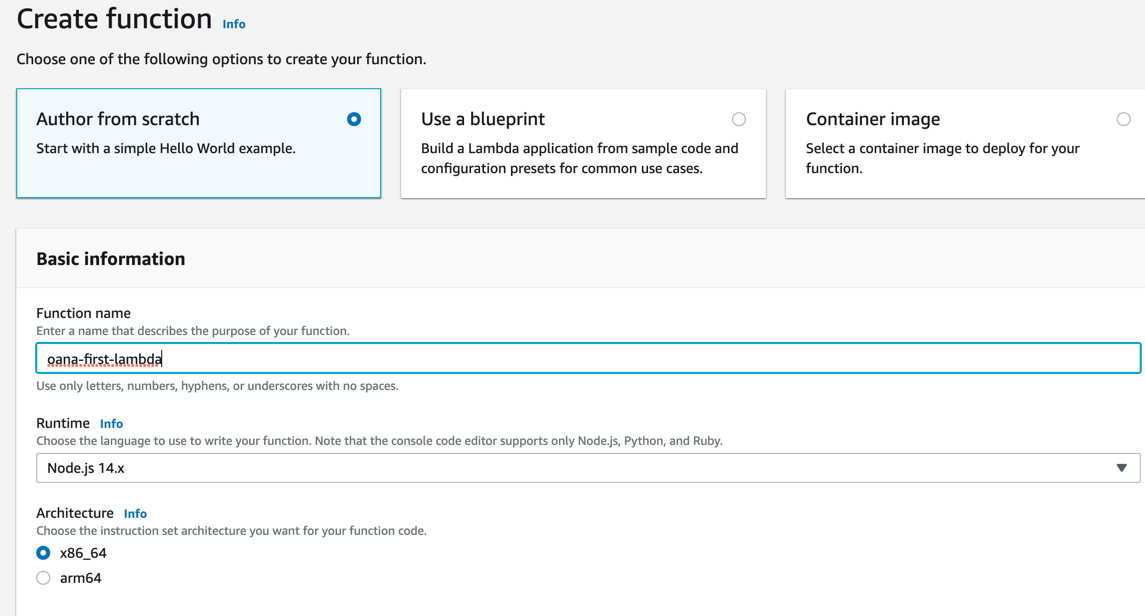 Create function Info
Choose one of the following options to create your function.
Author from scratch
Start with a simple Hello World example.
Use a blueprint
Build a Lambda application from sample code and
configuration presets for common use cases.
Container image
Select a container image to deploy for your
function.
Basic information
Function name
Enter a name that describes the purpose of your function.
oana-first-lambda
Use only letters, numbers, hyphens, or underscores with no spaces.
Runtime Info
Choose the language to use to write your function. Note that the console code editor supports only Node.js, Python, and Ruby.
Node.js 14.x
Architecture Info
Choose the instruction set architecture you want for your function code.
x86_64
arm64